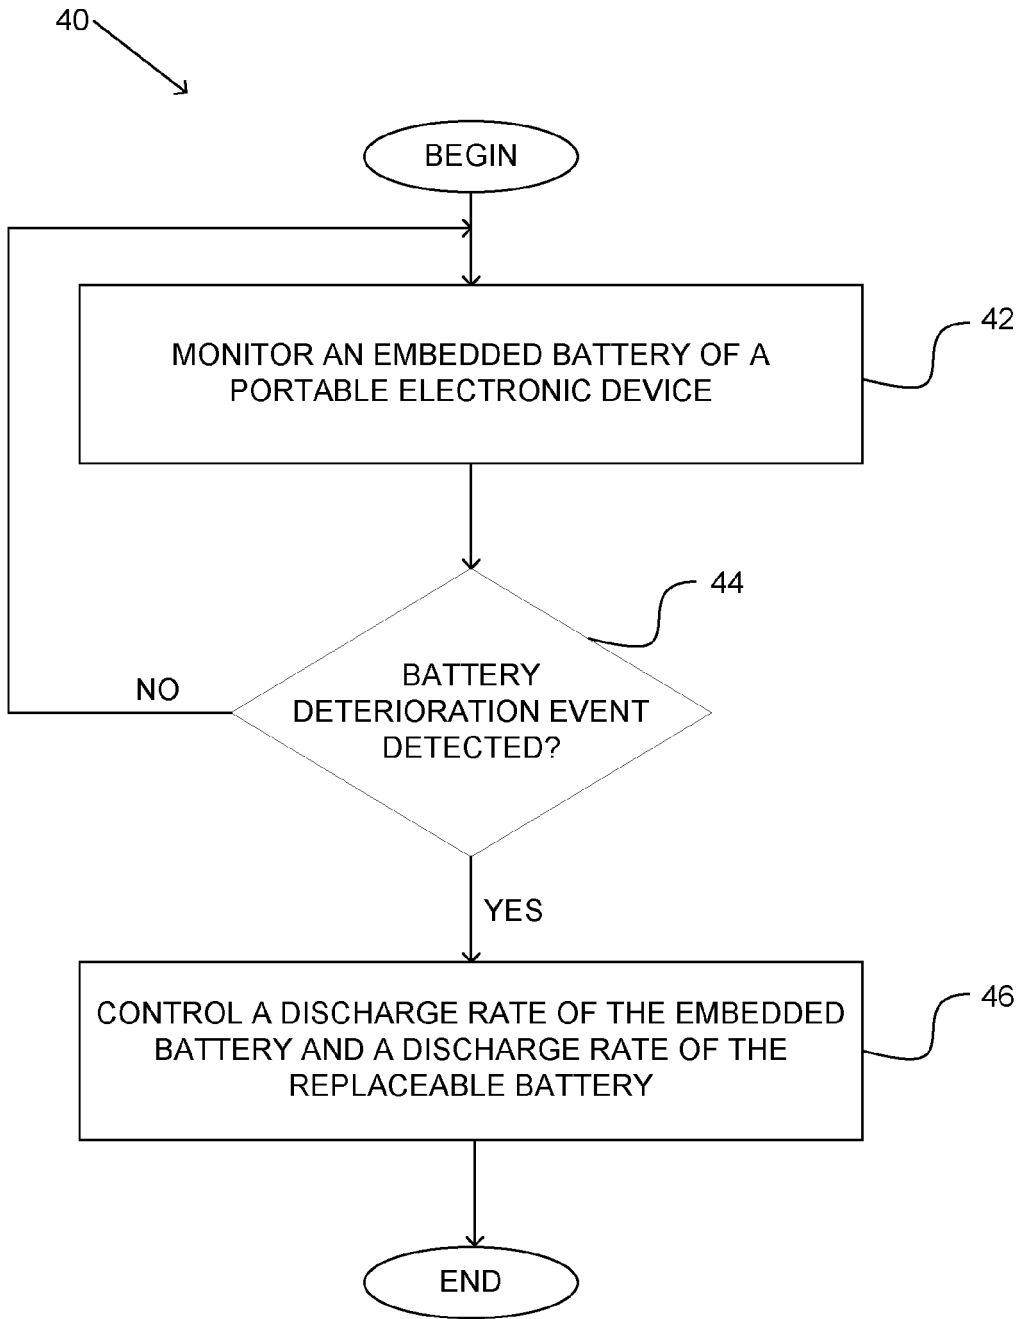 40
BEGIN
MONITOR AN EMBEDDED BATTERY OF A
PORTABLE ELECTRONIC DEVICE
42
44
BATTERY
DETERIORATION EVENT
DETECTED?
NO
YES
CONTROL A DISCHARGE RATE OF THE EMBEDDED
BATTERY AND A DISCHARGE RATE OF THE
REPLACEABLE BATTERY
46
END